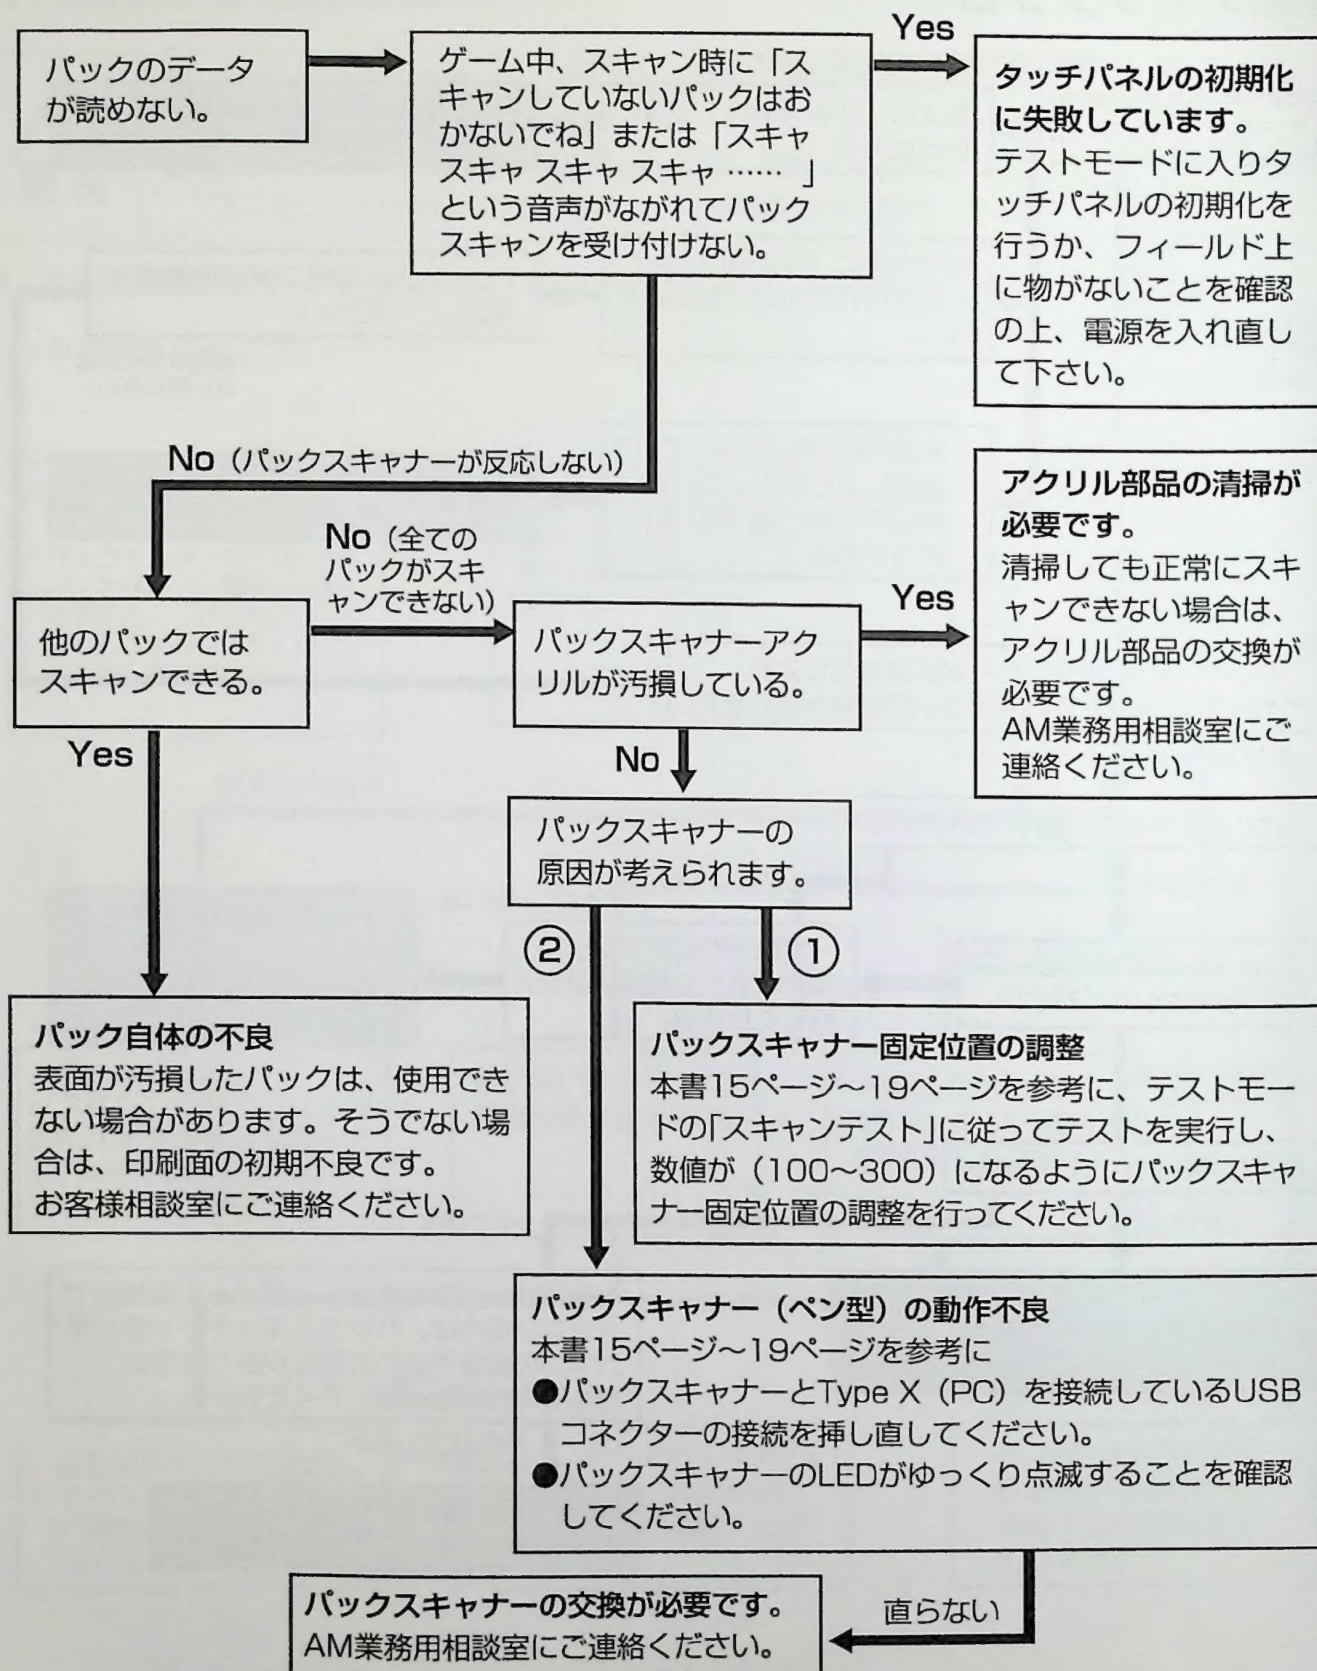 パックのデータ
が読めない。
ゲーム中、スキャン時に「ス
キャンしていないパックはお
かないでね」または「スキャ
スキャ スキャ スキャ …… 」
という音声がながれてパック
スキャンを受け付けない。
Yes
タッチパネルの初期化
に失敗しています。
テストモードに入りタ
ッチパネルの初期化を
行うか、フィールド上
に物がないことを確認
の上、電源を入れ直し
て下さい。
No（パックスキャナーが反応しない）
他のパックでは
スキャンできる。
No（全ての
パックがスキ
ャンできない）
パックスキャナーアク
リルが汚損している。
Yes
アクリル部品の清掃が
必要です。
清掃しても正常にスキ
ャンできない場合は、
アクリル部品の交換が
必要です。
AM業務用相談室にご
連絡ください。
Yes
No
パックスキャナーの
原因が考えられます。
②
①
パック自体の不良
表面が汚損したパックは、使用でき
ない場合があります。そうでない場
合は、印刷面の初期不良です。
お客様相談室にご連絡ください。
パックスキャナー固定位置の調整
本書15ページ～19ページを参考に、テストモー
ドの「スキャンテスト」に従ってテストを実行し、
数値が（100～300）になるようにパックスキャ
ナー固定位置の調整を行ってください。
パックスキャナー（ペン型）の動作不良
本書15ページ～19ページを参考に
●パックスキャナーとType X（PC）を接続しているUSB
コネクターの接続を挿し直してください。
●パックスキャナーのLEDがゆっくり点滅することを確認
してください。
直らない
パックスキャナーの交換が必要です。
AM業務用相談室にご連絡ください。